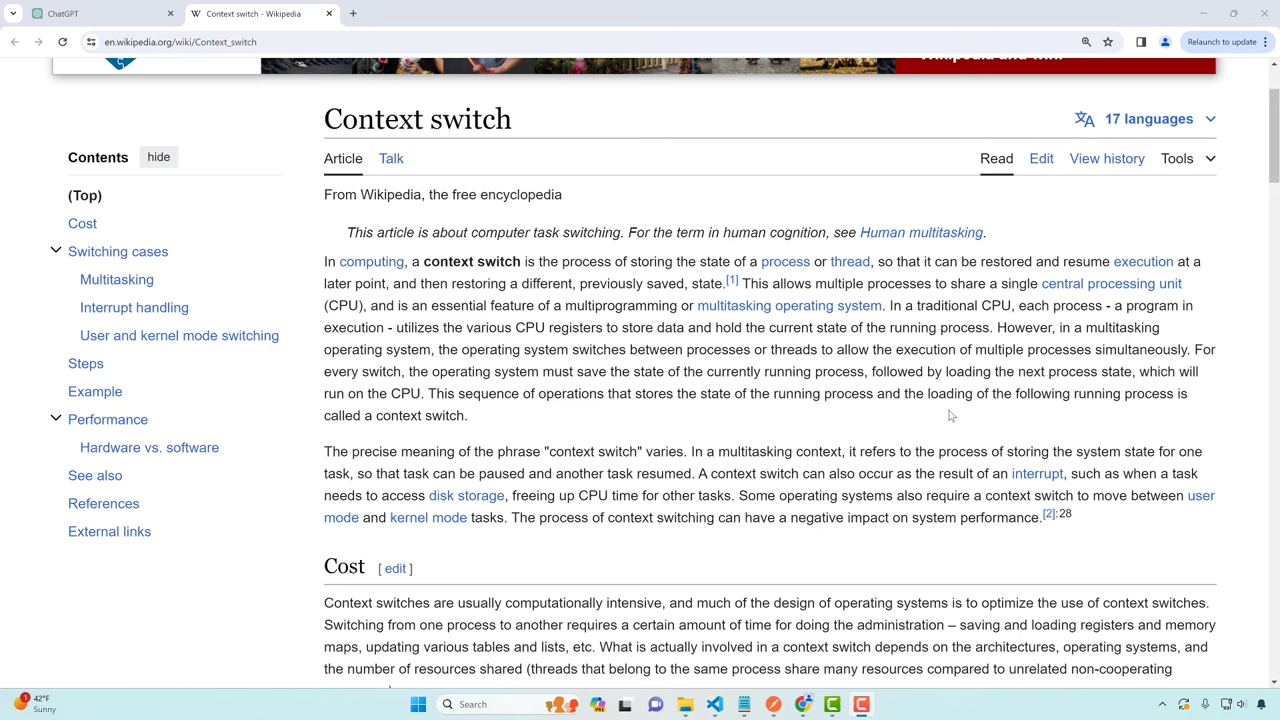 ChatGPT
Context switch - Wikipedia
en.wikipedia.org/wiki/Context_switch
Relaunch to update
Context switch
17 languages
Contents
hide
Article
Talk
Read
Edit
View history
Tools
(Top)
From Wikipedia, the free encyclopedia
Cost
This article is about computer task switching. For the term in human cognition, see Human multitasking.
Switching cases
Multitasking
Interrupt handling
User and kernel mode switching
Steps
Example
Performance
Hardware vs. software
See also
References
External links
In computing, a context switch is the process of storing the state of a process or thread, so that it can be restored and resume execution at a
later point, and then restoring a different, previously saved, state.[1] This allows multiple processes to share a single central processing unit
(CPU), and is an essential feature of a multiprogramming or multitasking operating system. In a traditional CPU, each process - a program in
execution - utilizes the various CPU registers to store data and hold the current state of the running process. However, in a multitasking
operating system, the operating system switches between processes or threads to allow the execution of multiple processes simultaneously. For
every switch, the operating system must save the state of the currently running process, followed by loading the next process state, which will
run on the CPU. This sequence of operations that stores the state of the running process and the loading of the following running process is
called a context switch.
The precise meaning of the phrase "context switch" varies. In a multitasking context, it refers to the process of storing the system state for one
task, so that task can be paused and another task resumed. A context switch can also occur as the result of an interrupt, such as when a task
needs to access disk storage, freeing up CPU time for other tasks. Some operating systems also require a context switch to move between user
mode and kernel mode tasks. The process of context switching can have a negative impact on system performance.[2]:28
Cost [ edit ]
Context switches are usually computationally intensive, and much of the design of operating systems is to optimize the use of context switches.
Switching from one process to another requires a certain amount of time for doing the administration – saving and loading registers and memory
maps, updating various tables and lists, etc. What is actually involved in a context switch depends on the architectures, operating systems, and
the number of resources shared (threads that belong to the same process share many resources compared to unrelated non-cooperating
1
42°F
Sunny
Search